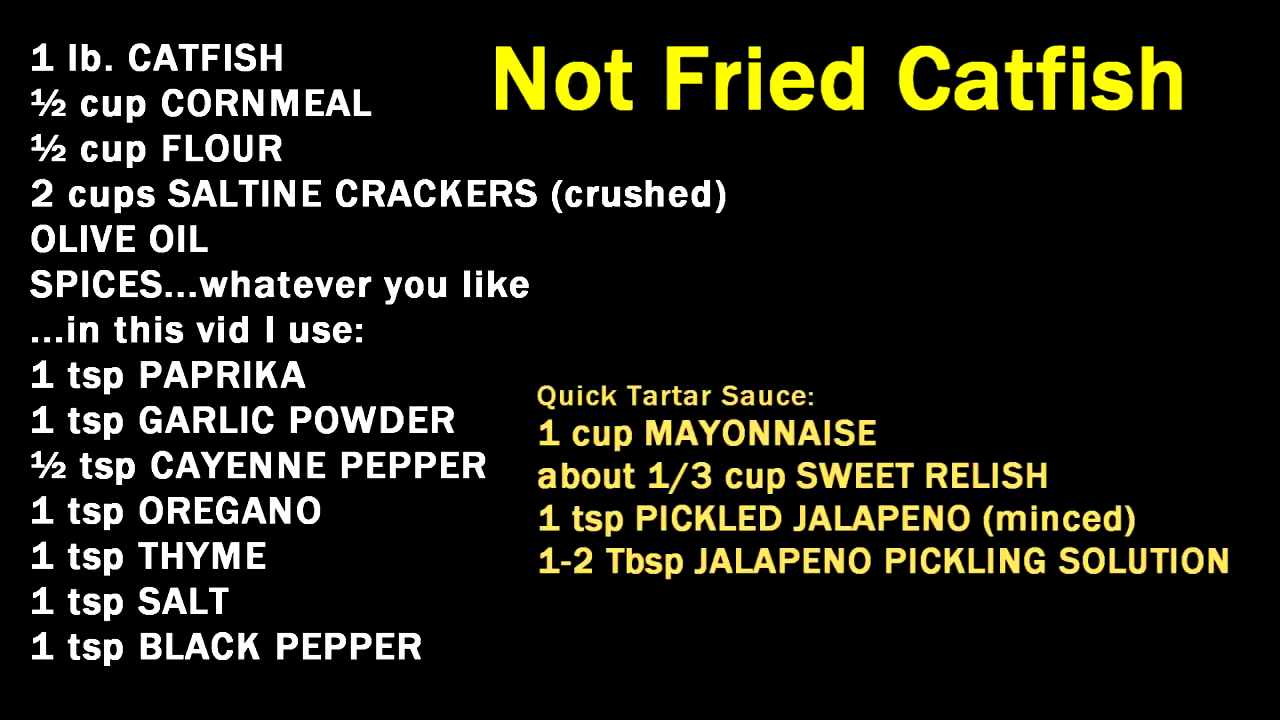 Not Fried Catfish
1 lb. CATFISH
½ cup CORNMEAL
½ cup FLOUR
2 cups SALTINE CRACKERS (crushed)
OLIVE OIL
SPICES...whatever you like
...in this vid I use:
1 tsp PAPRIKA
1 tsp GARLIC POWDER
½ tsp CAYENNE PEPPER
1 tsp OREGANO
1 tsp THYME
1 tsp SALT
1 tsp BLACK PEPPER
Quick Tartar Sauce:
1 cup MAYONNAISE
about 1/3 cup SWEET RELISH
1 tsp PICKLED JALAPENO (minced)
1-2 Tbsp JALAPENO PICKLING SOLUTION